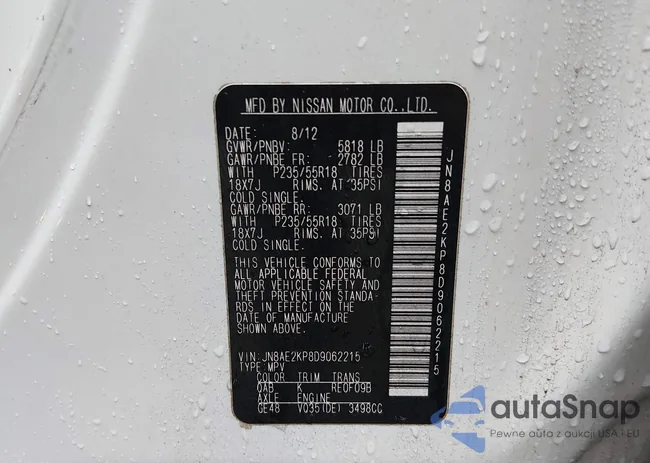 MFD BY NISSAN MOTOR CO.,LTD.
DATE: 8/12
GVWR/PNBV: 5818 LB
GAWR/PNBE FR: 2782 LB
WITH P235/55R18 TIRES
18X7J RIMS. AT 35PSI
COLD SINGLE.
GAWR/PNBE RR: 3071 LB
WITH P235/55R18 TIRES
18X7J RIMS. AT 35PSI
COLD SINGLE.
THIS VEHICLE CONFORMS TO
ALL APPLICABLE FEDERAL
MOTOR VEHICLE SAFETY AND
THEFT PREVENTION STANDA-
RDS IN EFFECT ON THE
DATE OF MANUFACTURE
SHOWN ABOVE.
VIN: JN8AE2KP8D9062215
TYPE: MPV
COLOR TRIM TRANS
QAB K RE0F09B
AXLE ENGINE
GE48 VQ35(DE) 3498CC
JN8AE2KP8D9062215
autaSnap
Pewne auta z aukcji USA i EU